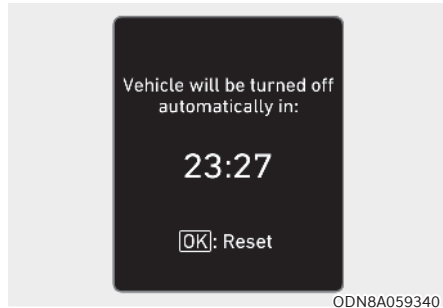 Vehicle will be turned off
automatically in:
23:27
OK: Reset
ODN8A059340